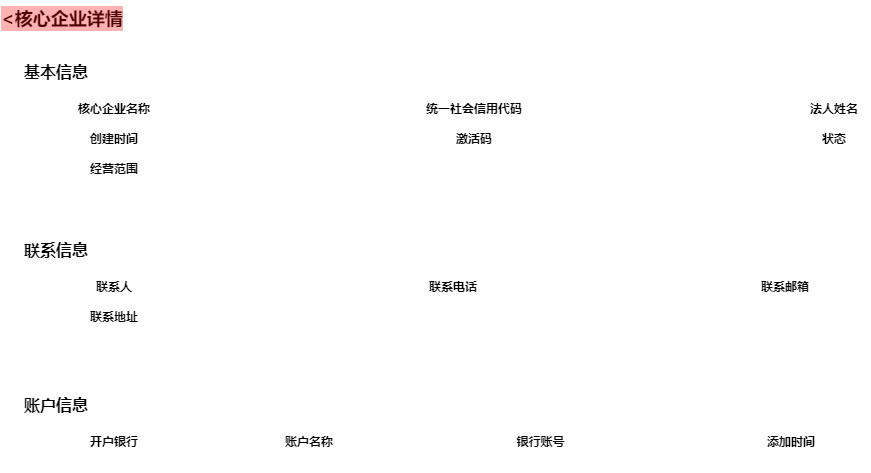 <核心企业详情
基本信息
核心企业名称 统一社会信用代码 法人姓名
创建时间 激活码 状态
经营范围
联系信息
联系人 联系电话 联系邮箱
联系地址
账户信息
开户银行 账户名称 银行账号 添加时间